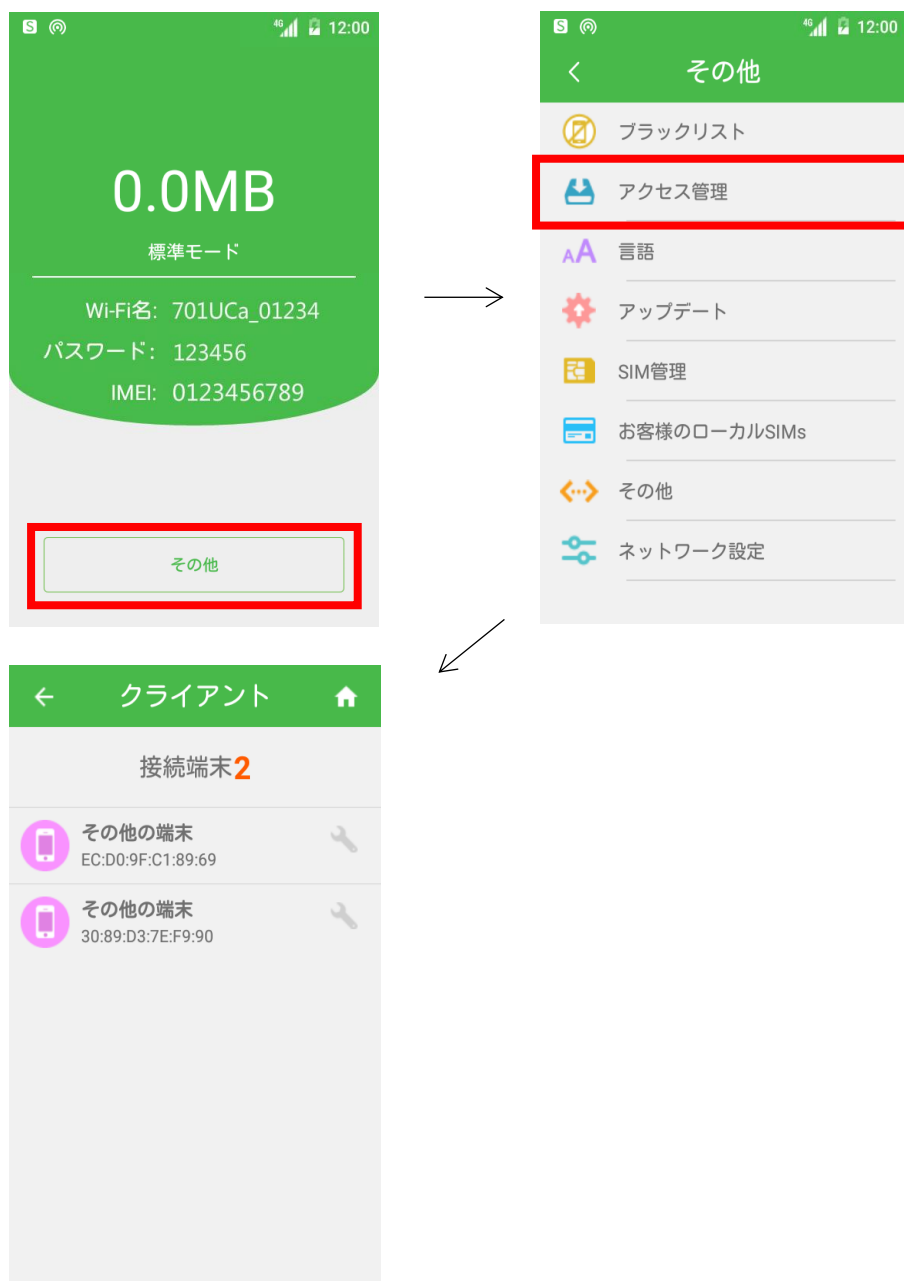 S 4G 12:00
0.0MB
標準モード
Wi-Fi名: 701UCa_01234
パスワード: 123456
IMEI: 0123456789
その他
S 4G 12:00
その他
ブラックリスト
アクセス管理
AA 言語
アップデート
SIM管理
お客様のローカルSIMs
その他
ネットワーク設定
クライアント
接続端末2
その他の端末
EC:D0:9F:C1:89:69
その他の端末
30:89:D3:7E:F9:90